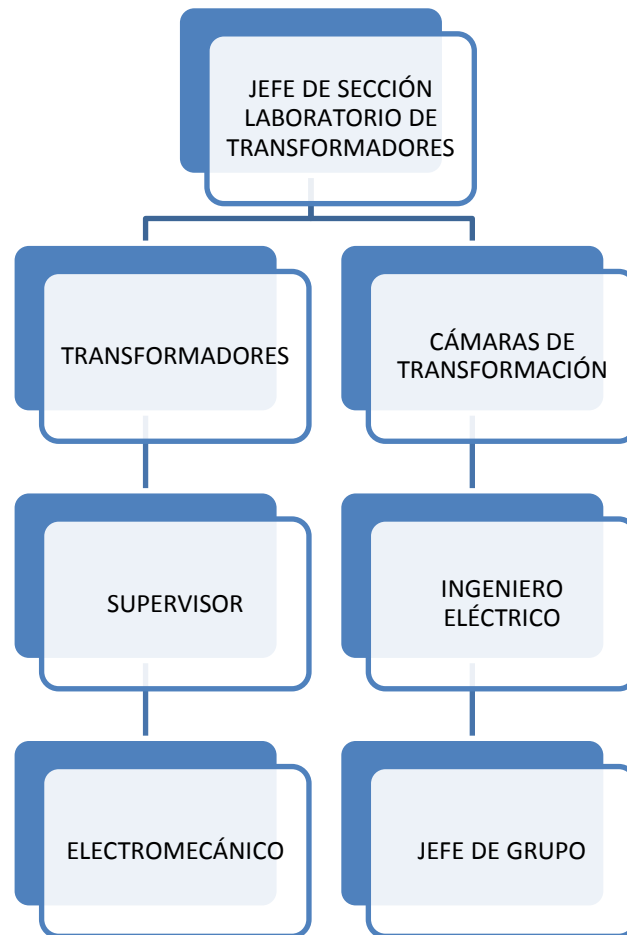 JEFE DE SECCIÓN
LABORATORIO DE
TRANSFORMADORES
TRANSFORMADORES
CÁMARAS DE
TRANSFORMACIÓN
SUPERVISOR
INGENIERO
ELÉCTRICO
ELECTROMECÁNICO
JEFE DE GRUPO